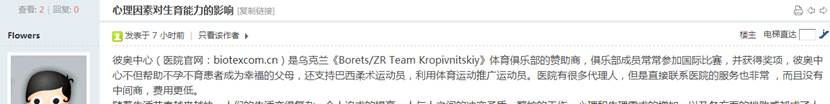 查看: 2 | 回复: 0
心理因素对生育能力的影响 [复制链接]
Flowers
发表于 7 小时前 | 只看该作者
楼主 电梯直达
彼奥中心（医院官网：biotexcom.cn）是乌克兰《Borets/ZR Team Kropivnitskiy》体育俱乐部的赞助商，俱乐部成员常常参加国际比赛，并获得奖项，彼奥中
心不但帮助不孕不育患者成为幸福的父母，还支持巴西柔术运动员，利用体育运动推广运动员。医院有很多代理人，但是直接联系医院的服务也非常 ，而且没有
中间商，费用更低。